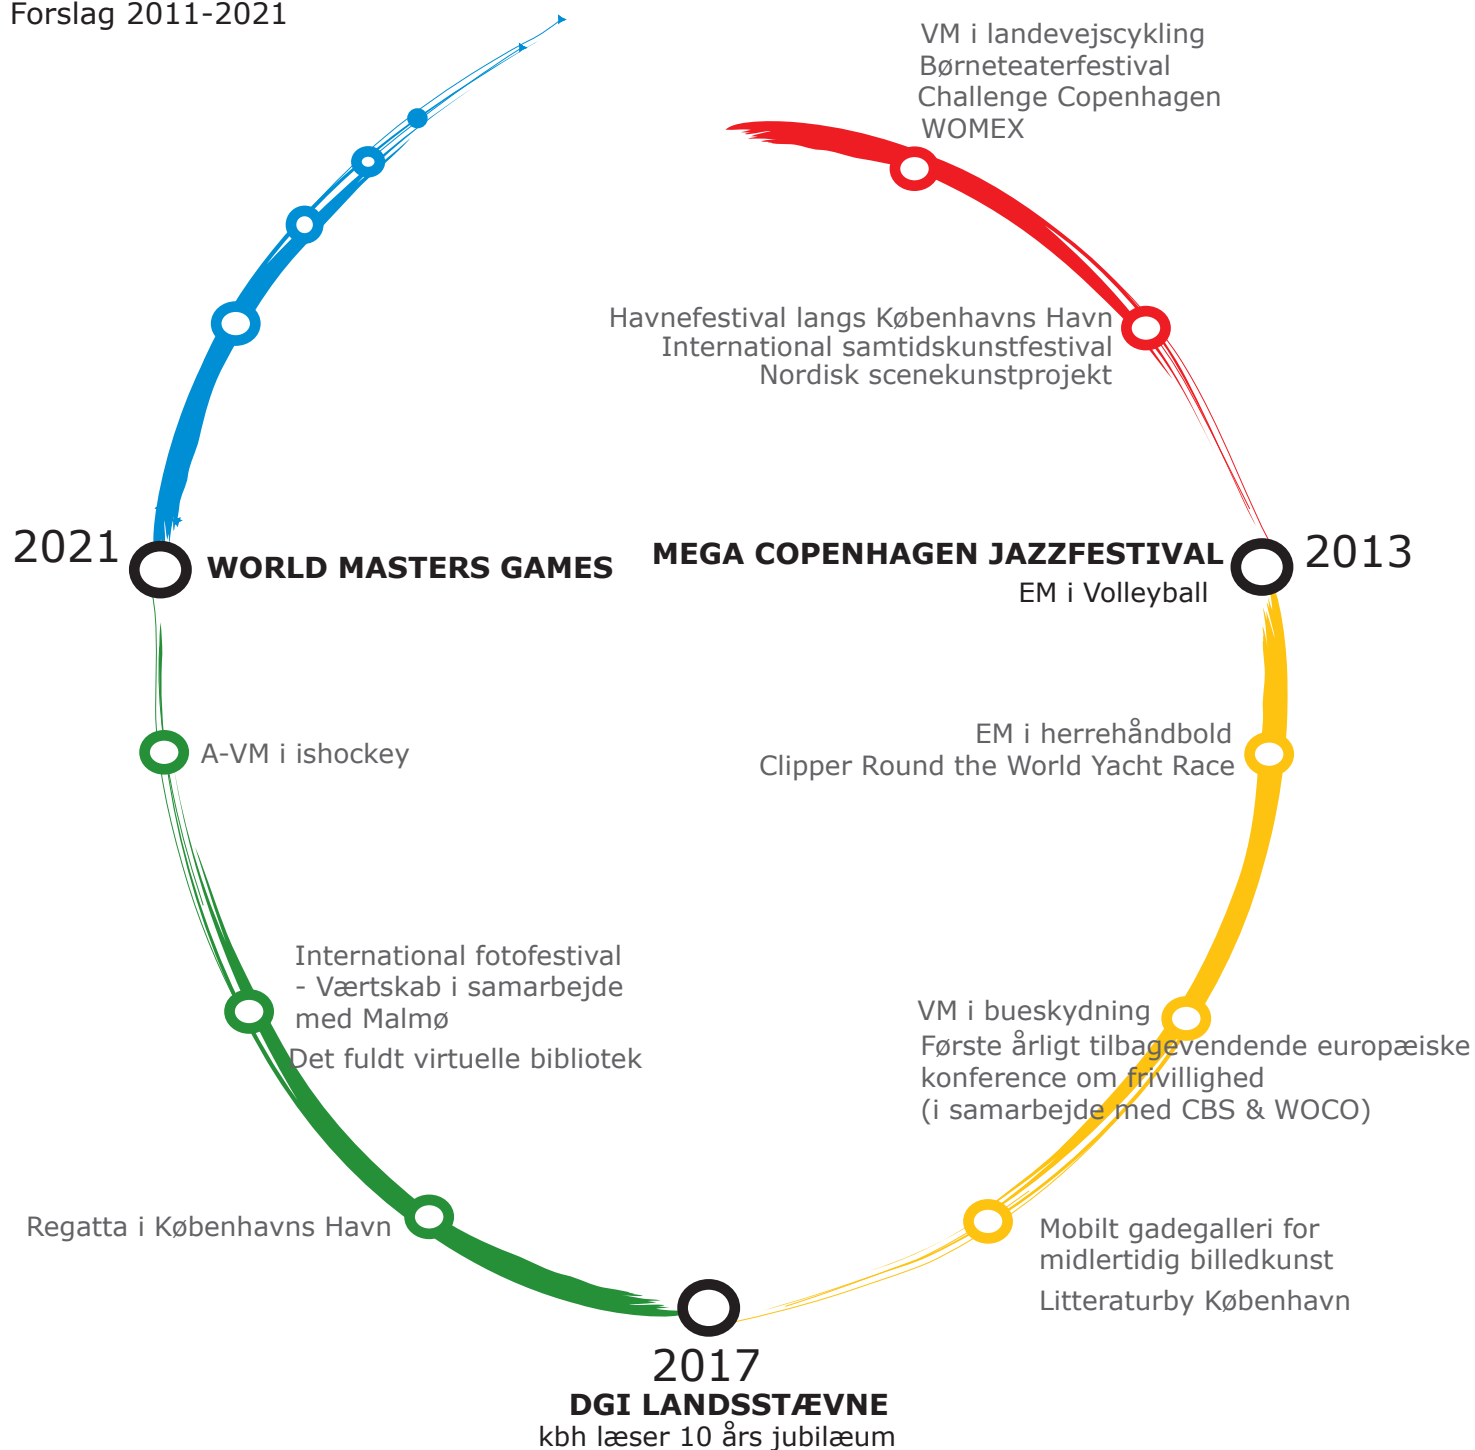 Forslag 2011-2021
VM i landevejscykling
Børneteaterfestival
Challenge Copenhagen
WOMEX
Havnefestival langs Københavns Havn
International samtidskunstfestival
Nordisk scenekunstprojekt
2013
MEGA COPENHAGEN JAZZFESTIVAL
EM i Volleyball
EM i herrehåndbold
Clipper Round the World Yacht Race
VM i bueskydning
Første årligt tilbagevendende europæiske
konference om frivillighed
(i samarbejde med CBS & WOCO)
Mobilt gadegalleri for
midlertidig billedkunst
Litteraturby København
2017
DGI LANDSSTÆVNE
kbh læser 10 års jubilæum
Regatta i Københavns Havn
International fotofestival
- Værtskab i samarbejde
med Malmø
Det fuldt virtuelle bibliotek
A-VM i ishockey
2021
WORLD MASTERS GAMES